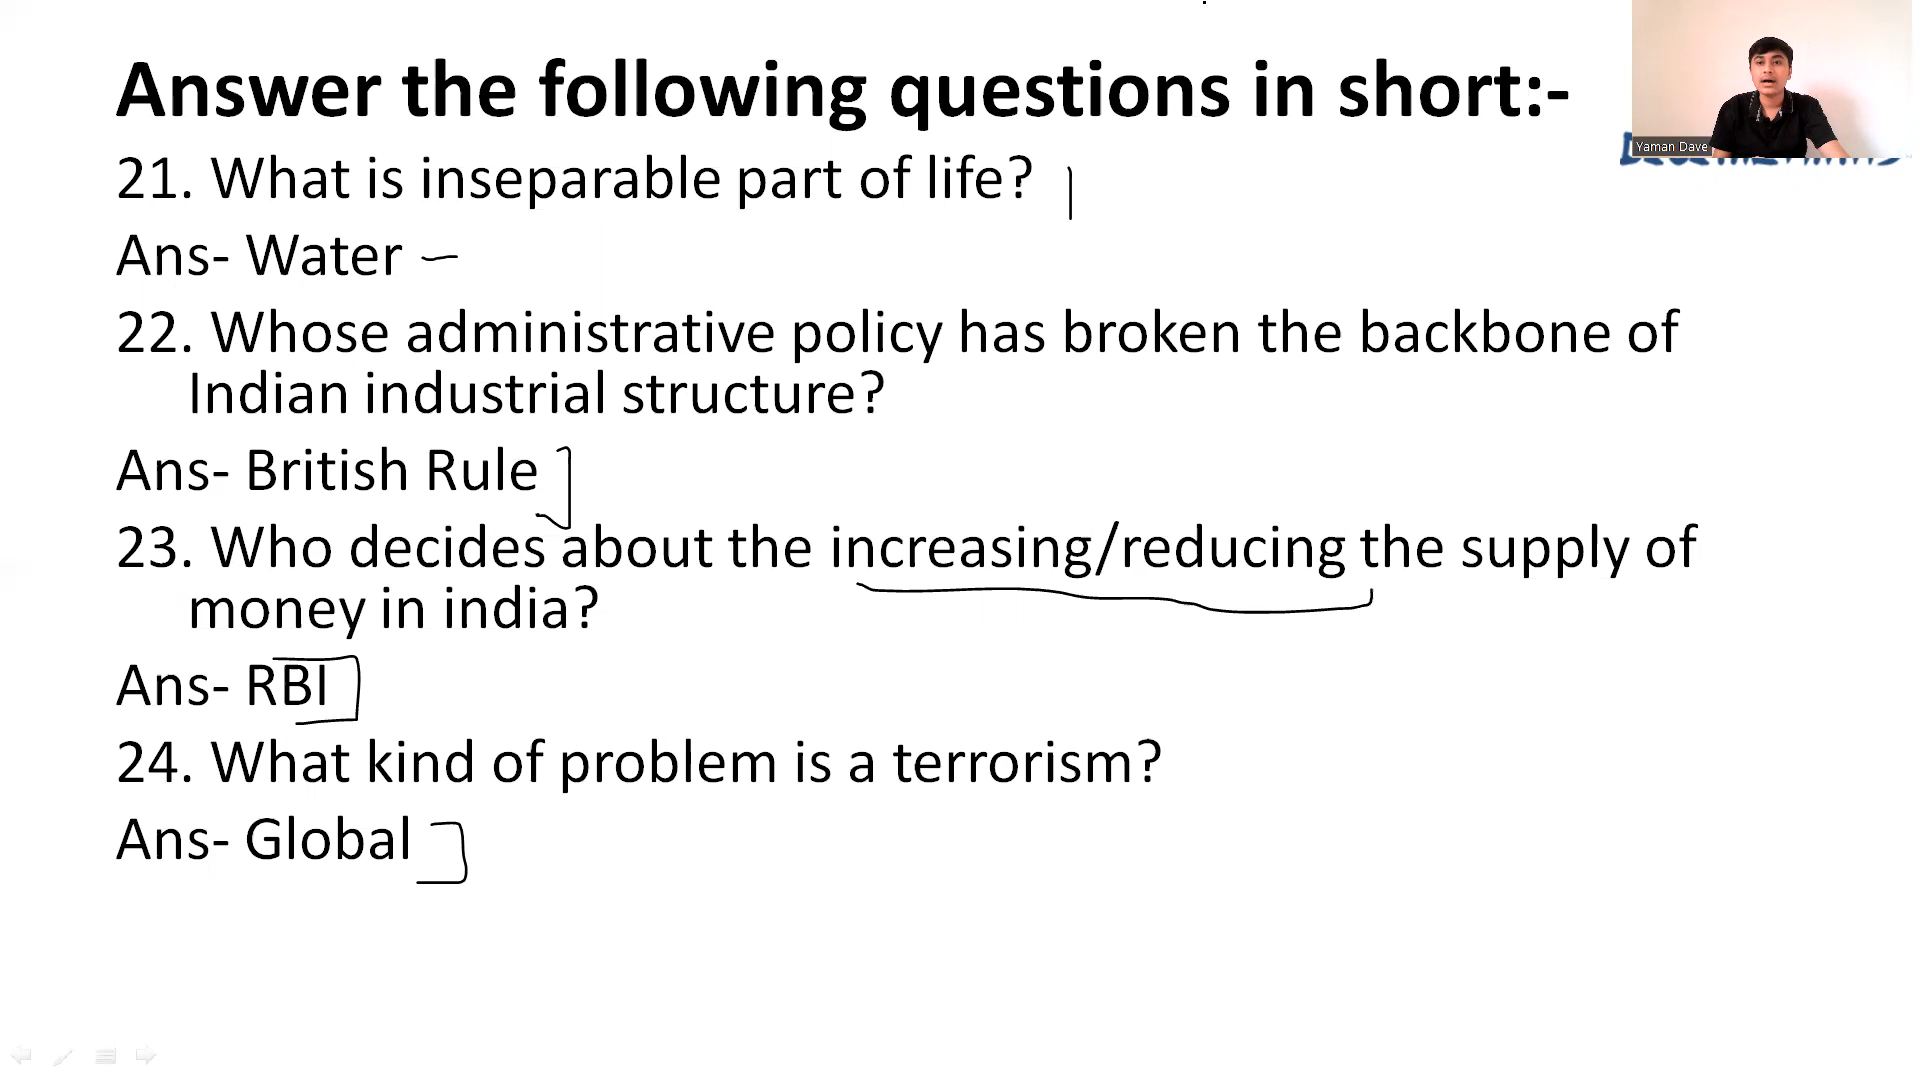 Answer the following questions in short:-
Yaman Dave
21. What is inseparable part of life?
Ans- Water
22. Whose administrative policy has broken the backbone of
Indian industrial structure?
Ans- British Rule
23. Who decides about the increasing/reducing the supply of
money in india?
Ans- RBI
24. What kind of problem is a terrorism?
Ans- Global